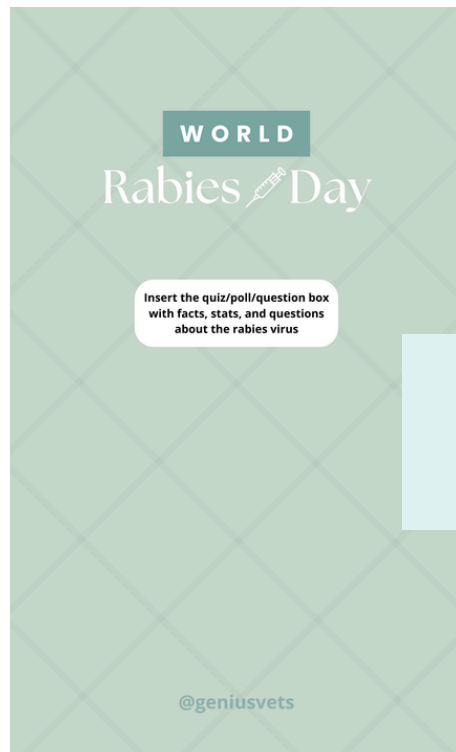 WORLD
Rabies Day
Insert the quiz/poll/question box
with facts, stats, and questions
about the rabies virus
@geniusvets